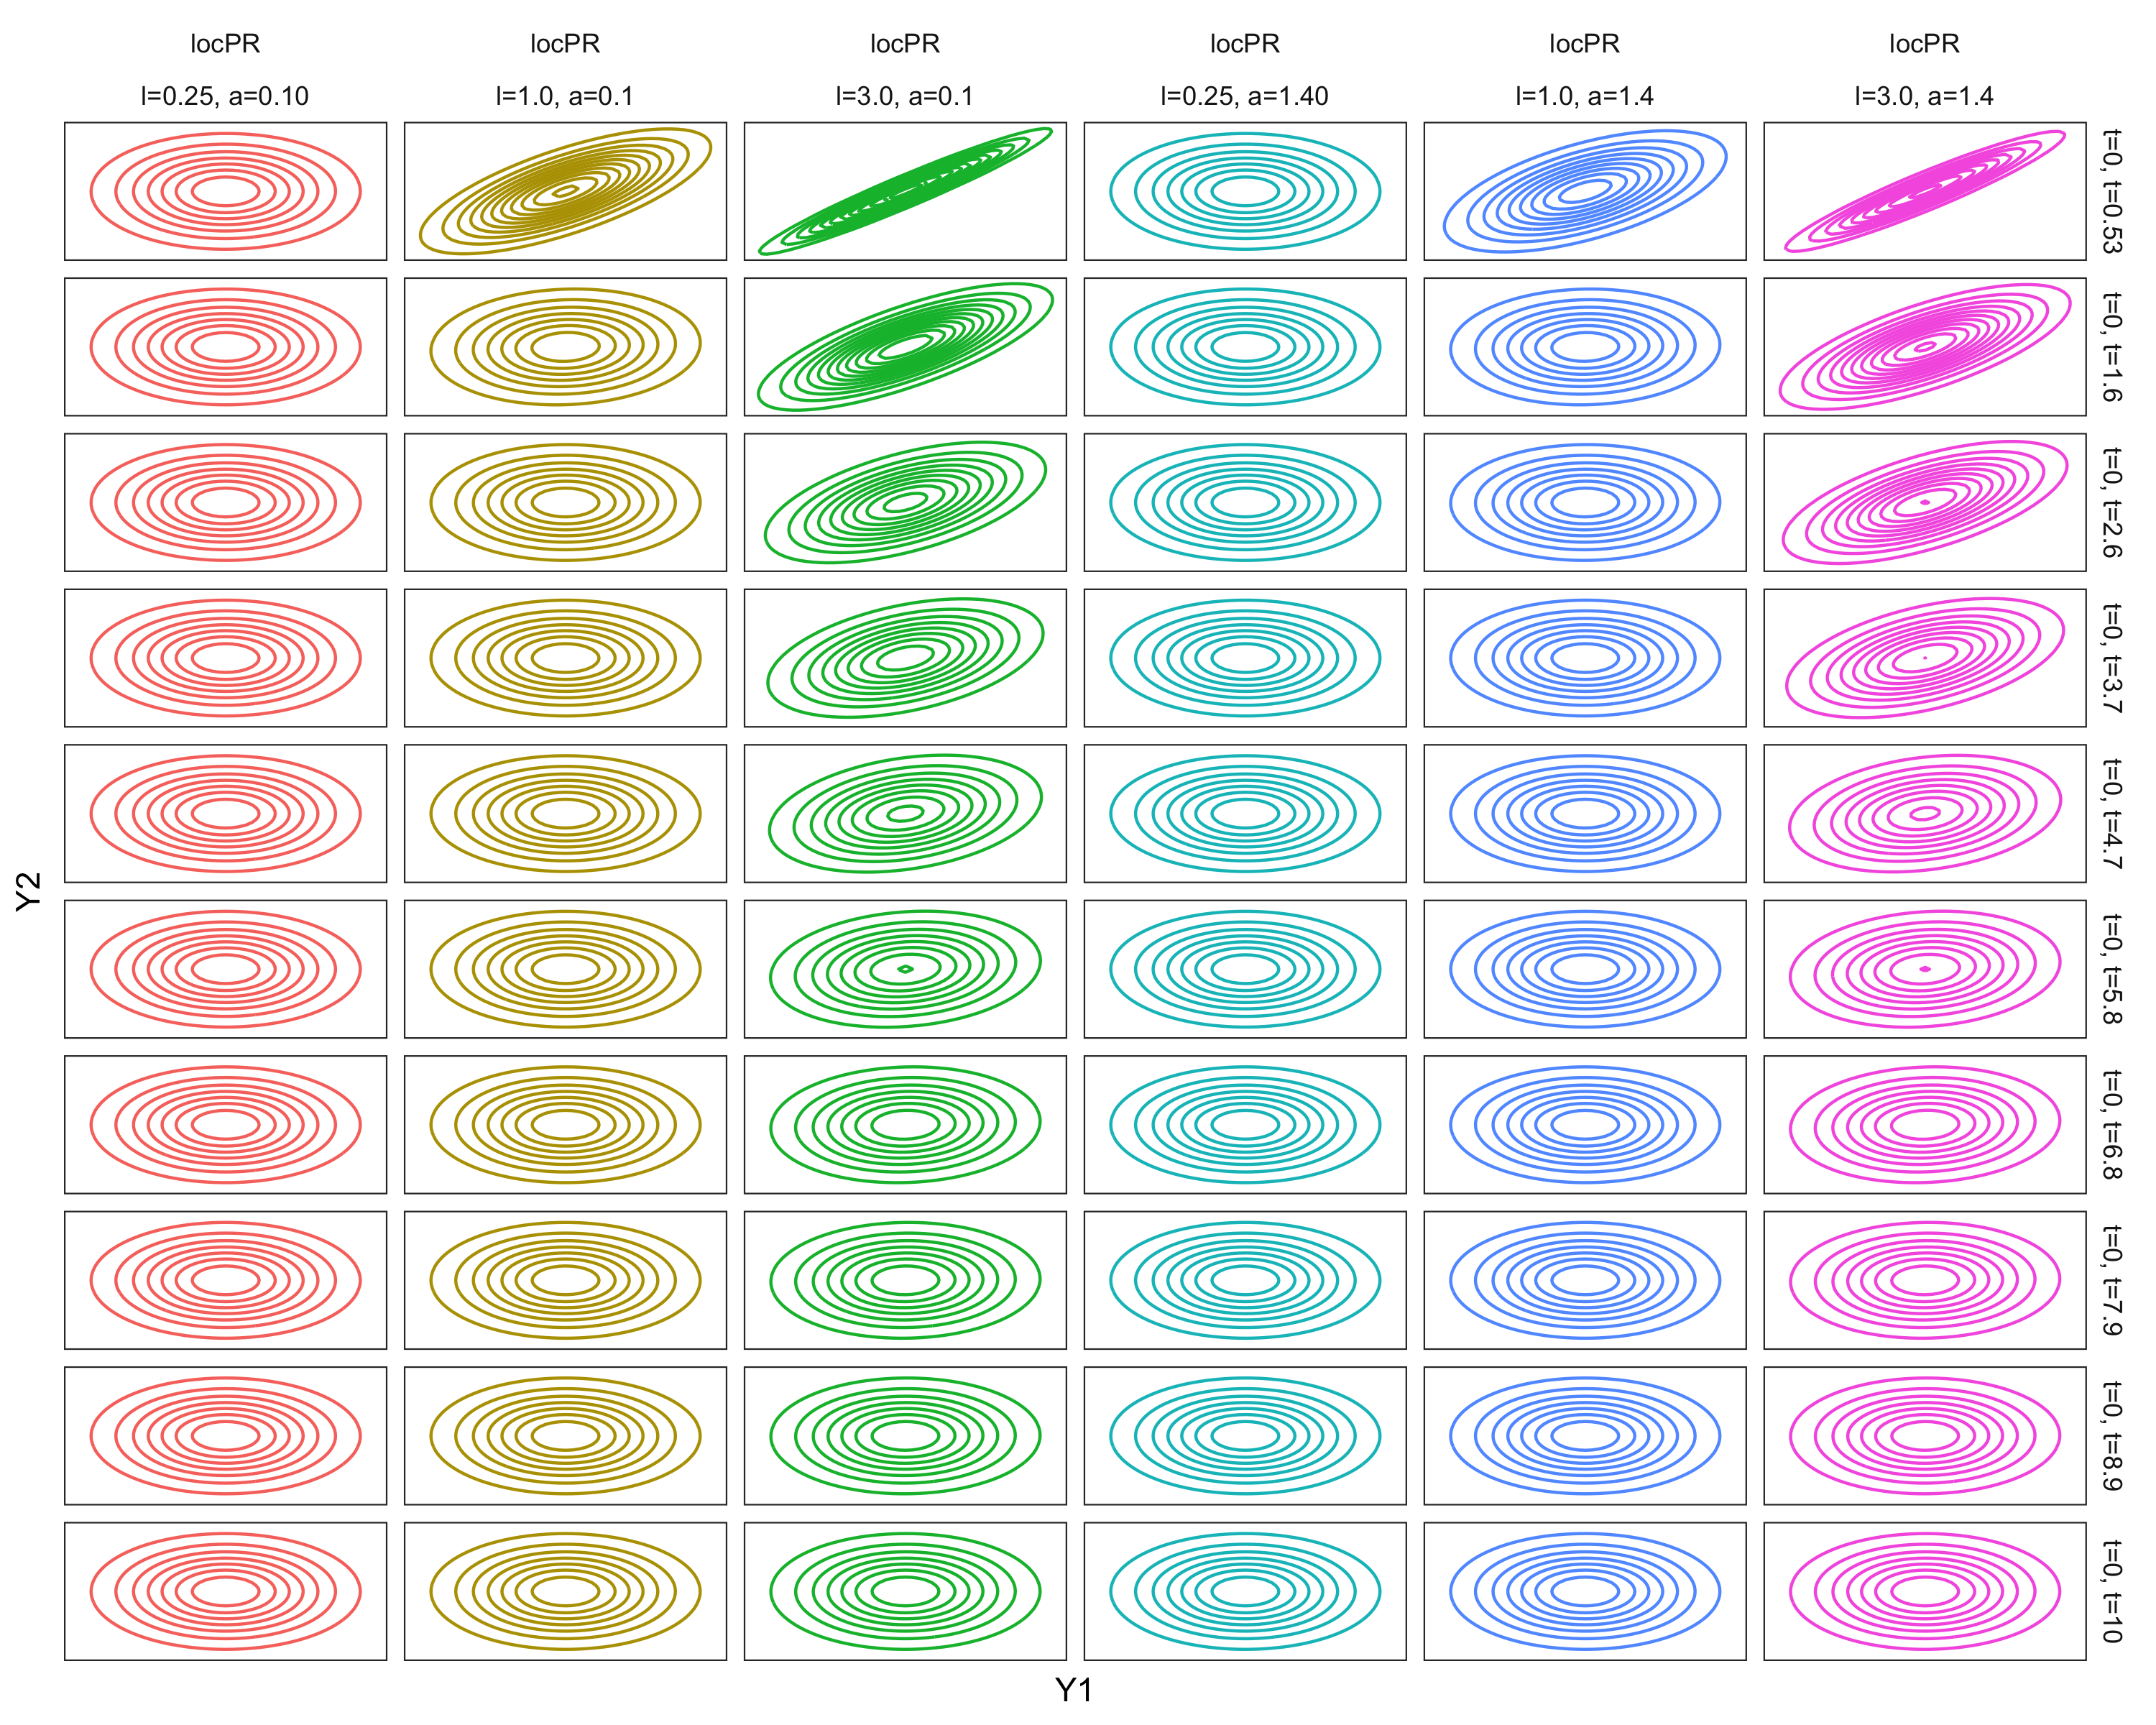 locPR locPR locPR locPR locPR locPR
l=0.25, a=0.10 l=1.0, a=0.1 l=3.0, a=0.1 l=0.25, a=1.40 l=1.0, a=1.4 l=3.0, a=1.4
t=0, t=0.53
t=0, t=1.6
t=0, t=2.6
t=0, t=3.7
t=0, t=4.7
t=0, t=5.8
t=0, t=6.8
t=0, t=7.9
t=0, t=8.9
t=0, t=10
Y2
Y1